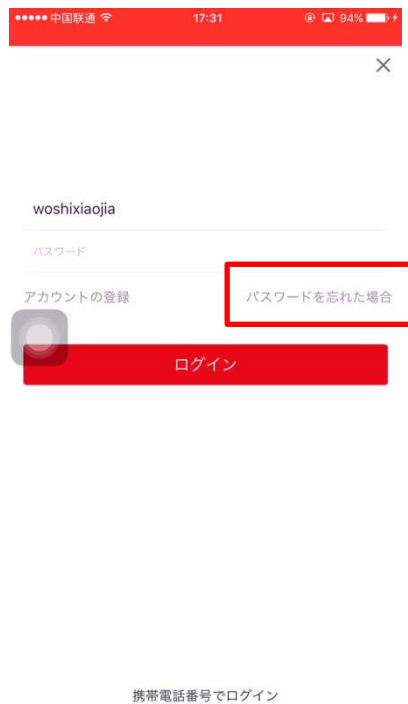 中国联通 17:31 94%
woshixiaojia
パスワード
アカウントの登録 パスワードを忘れた場合
ログイン
携帯電話番号でログイン